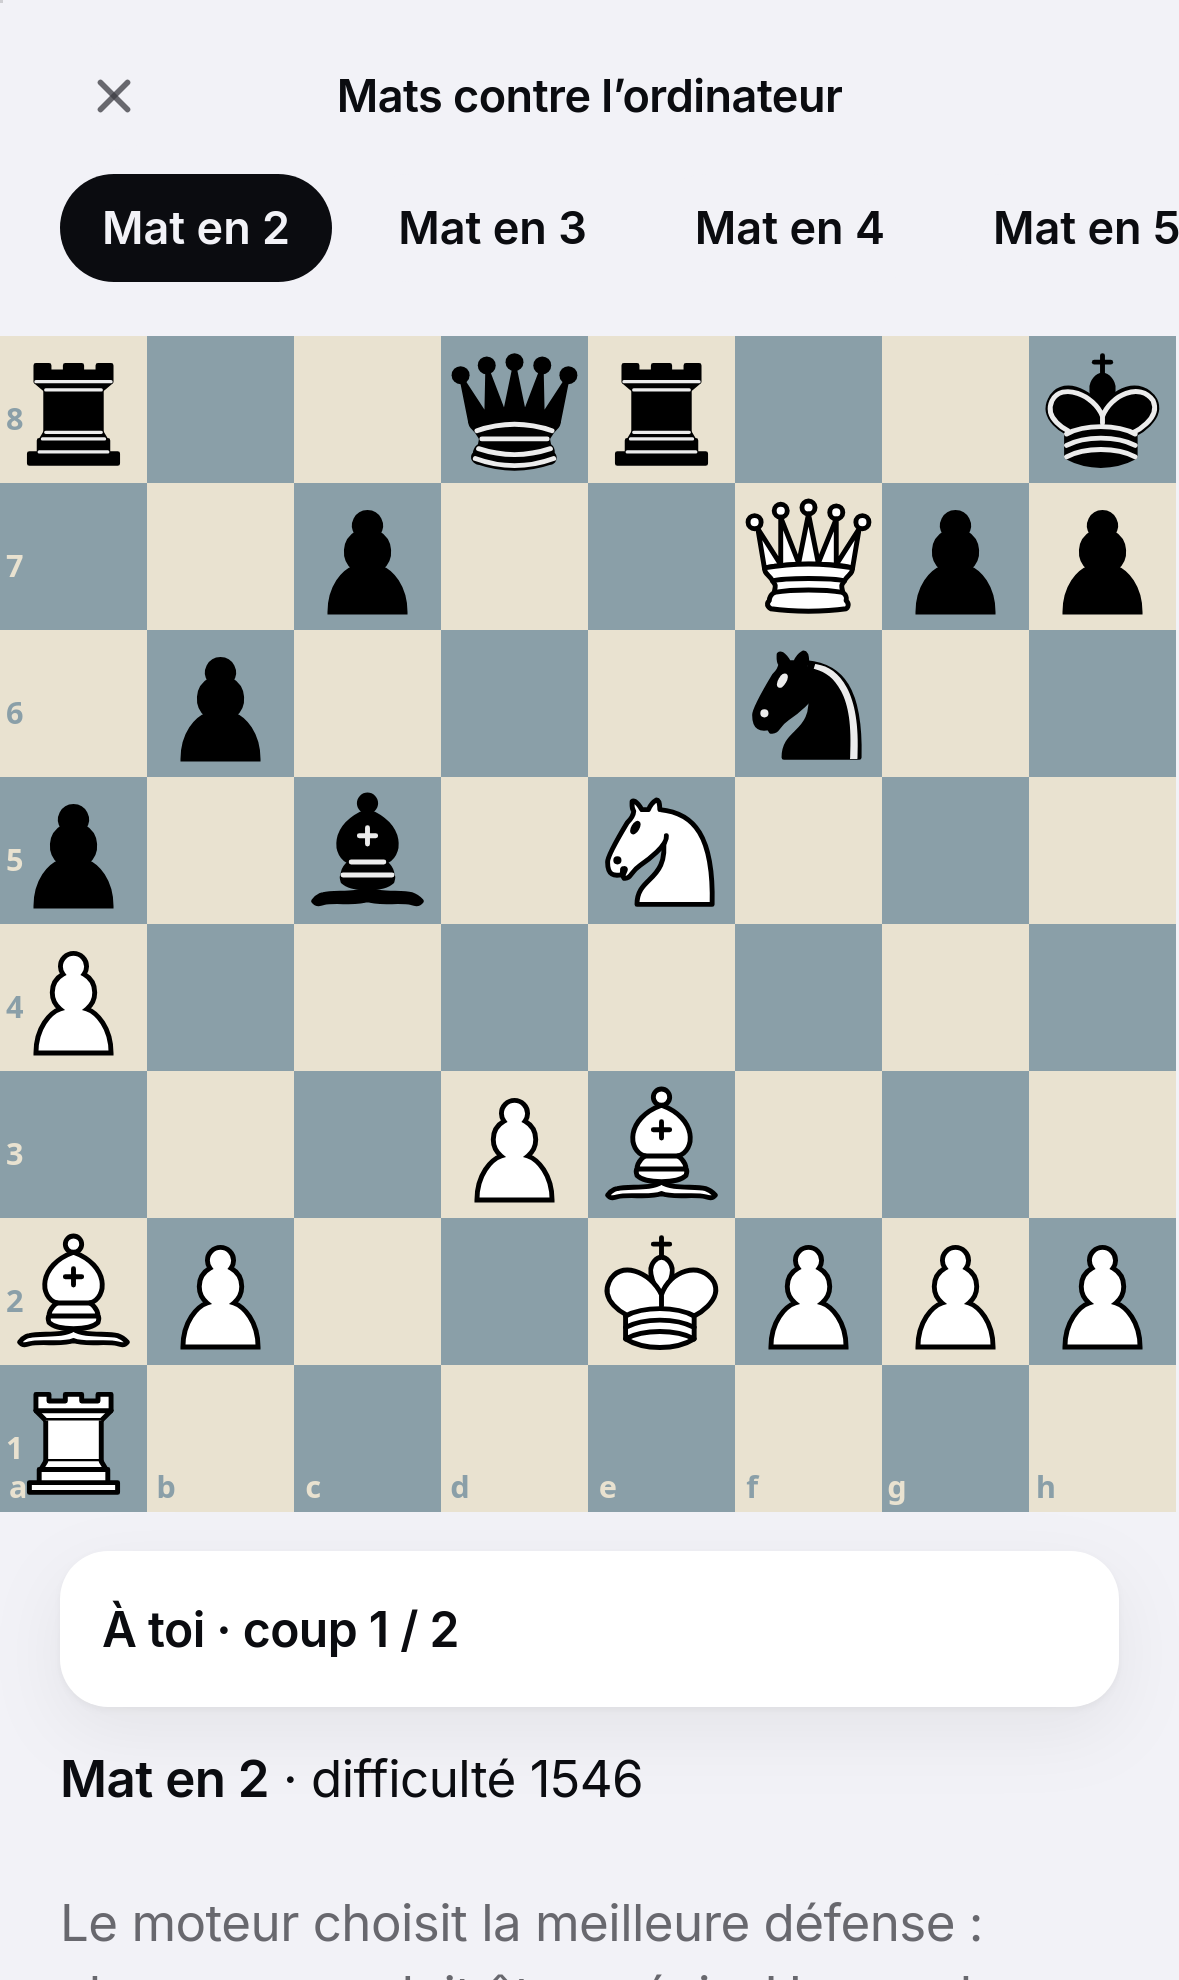 Mats contre l’ordinateur
Mat en 2 Mat en 3 Mat en 4 Mat en 5
8
7
6
5
4
3
2
1
a b c d e f g h
À toi · coup 1 / 2
Mat en 2 · difficulté 1546
Le moteur choisit la meilleure défense :